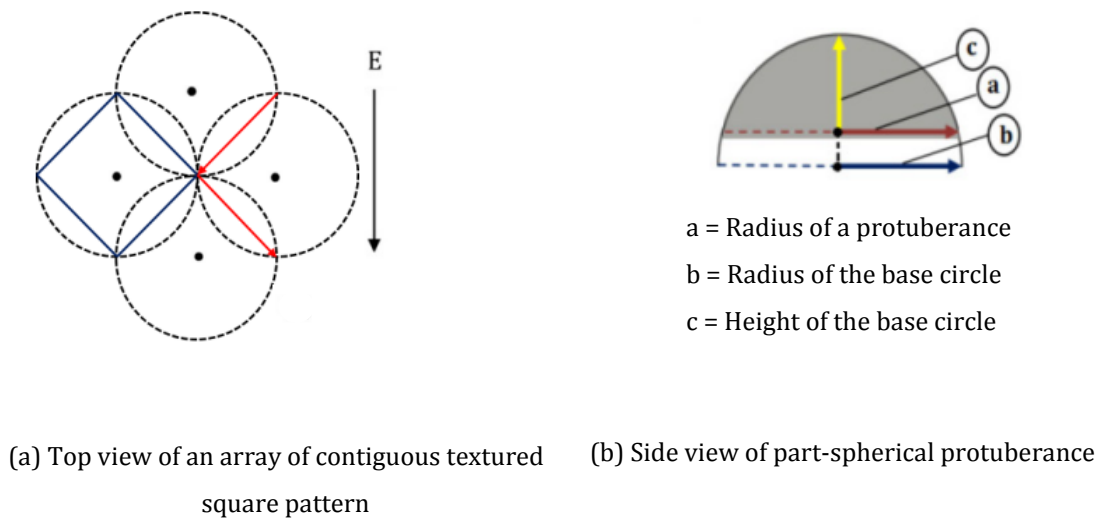 E
c
a
b
a = Radius of a protuberance
b = Radius of the base circle
c = Height of the base circle
(a) Top view of an array of contiguous textured
square pattern
(b) Side view of part-spherical protuberance